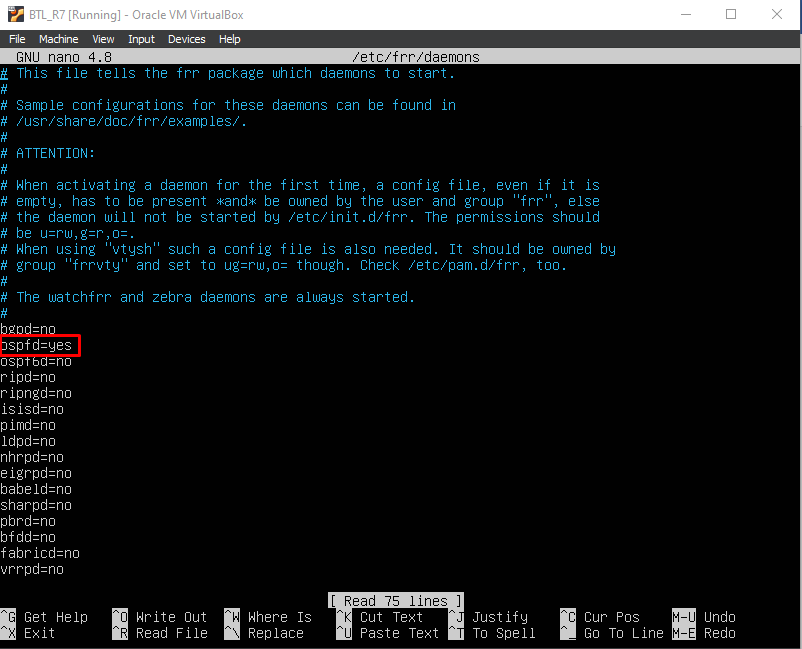 BTL_R7 [Running] - Oracle VM VirtualBox
File Machine View Input Devices Help
GNU nano 4.8 /etc/frr/daemons
# This file tells the frr package which daemons to start.
#
# Sample configurations for these daemons can be found in
# /usr/share/doc/frr/examples/.
#
# ATTENTION:
#
# When activating a daemon for the first time, a config file, even if it is
# empty, has to be present *and* be owned by the user and group "frr", else
# the daemon will not be started by /etc/init.d/frr. The permissions should
# be u=rw,g=r,o=.
# When using "vtysh" such a config file is also needed. It should be owned by
# group "frrvty" and set to ug=rw,o= though. Check /etc/pam.d/frr, too.
#
# The watchfrr and zebra daemons are always started.
#
bgpd=no
ospfd=yes
ospf6d=no
ripd=no
ripngd=no
isisd=no
pimd=no
ldpd=no
nhrpd=no
eigrpd=no
babeld=no
sharpd=no
pbrd=no
bfdd=no
fabricd=no
vrrpd=no
[ Read 75 lines ]
^G Get Help ^O Write Out ^W Where Is ^K Cut Text ^J Justify ^C Cur Pos M-U Undo
^X Exit ^R Read File ^\ Replace ^U Paste Text ^T To Spell ^_ Go To Line M-E Redo